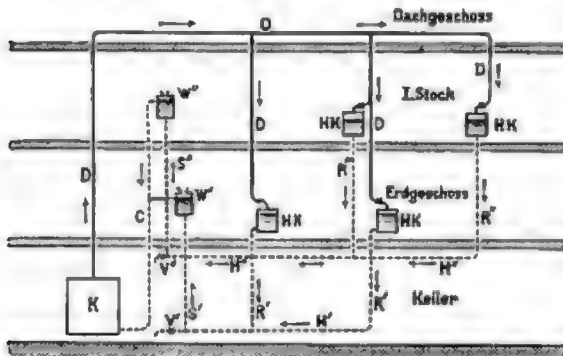 D
Dachgeschoss
D
W"
I.Stock
HK
D
HK
D
S"
D
R"
Erdgeschoss
C
W'
HK
HK
R"
V"
H"
H"
K
S'
R'
R'
Keller
V'
H'